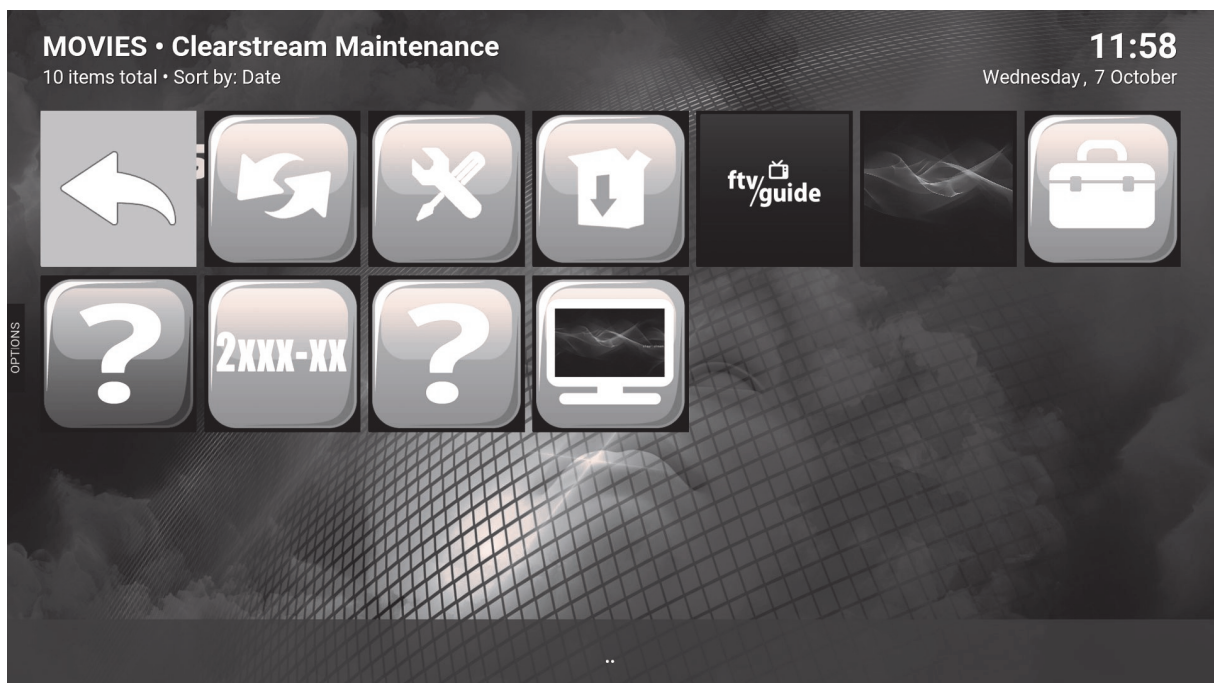 MOVIES • Clearstream Maintenance
10 items total • Sort by: Date
11:58
Wednesday, 7 October
ftv/guide
OPTIONS
2xxx-xx
..